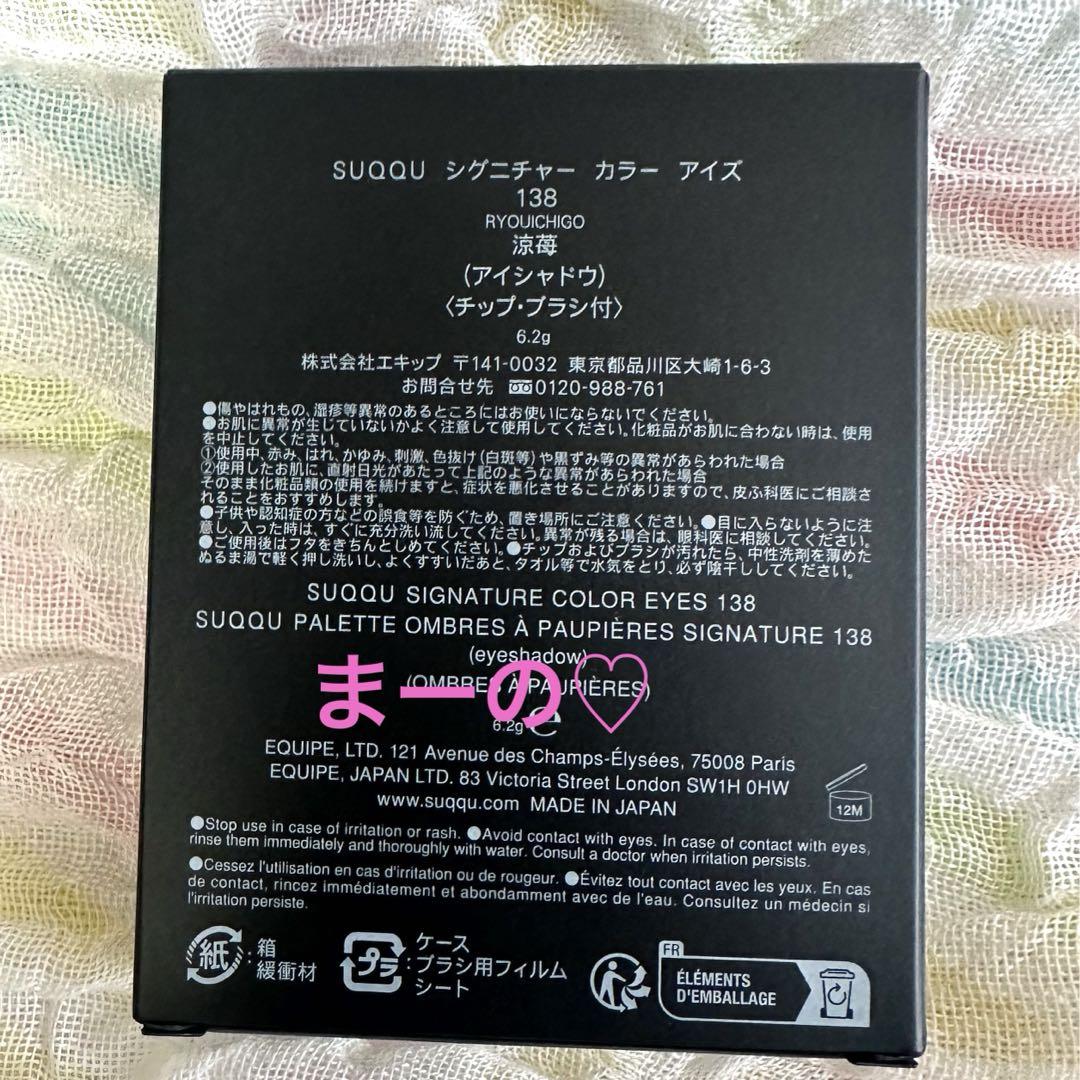 SUQQU シグニチャー カラー アイズ
138
RYOUICHIGO
涼苺
(アイシャドウ)
〈チップ・ブラシ付〉
6.2g
株式会社エキップ 〒141-0032 東京都品川区大崎1-6-3
お問合せ先 0120-988-761
●傷やはれもの、湿疹等異常のあるところにはお使いにならないでください。
●お肌に異常が生じていないかよく注意して使用してください。化粧品がお肌に合わない時は、使用
を中止してください。
①使用中、赤み、はれ、かゆみ、刺激、色抜け(白斑等)や黒ずみ等の異常があらわれた場合
②使用したお肌に、直射日光があたって上記のような異常があらわれた場合
そのまま化粧品類の使用を続けますと、症状を悪化させることがありますので、皮ふ科医にご相談さ
れることをおすすめします。
●子供や認知症の方などの誤食等を防ぐため、置き場所にご注意ください。●目に入らないように注
意し、入った時は、すぐに充分洗い流してください。異常が残る場合は、眼科医に相談してください。
●ご使用後はフタをきちんとしめてください。●チップおよびブラシが汚れたら、中性洗剤を薄めた
ぬるま湯で軽く押し洗いし、よくすすいだあと、タオル等で水気をとり、必ず陰干ししてください。
SUQQU SIGNATURE COLOR EYES 138
SUQQU PALETTE OMBRES À PAUPIÈRES SIGNATURE 138
(eyeshadow)
(OMBRES À PAUPIÈRES)
まーの♡
6.2g e
EQUIPE, LTD. 121 Avenue des Champs-Élysées, 75008 Paris
EQUIPE, JAPAN LTD. 83 Victoria Street London SW1H 0HW
www.suqqu.com MADE IN JAPAN
12M
●Stop use in case of irritation or rash. ●Avoid contact with eyes. In case of contact with eyes,
rinse them immediately and thoroughly with water. Consult a doctor when irritation persists.
●Cessez l'utilisation en cas d'irritation ou de rougeur. ●Évitez tout contact avec les yeux. En cas
de contact, rincez immédiatement et abondamment avec de l'eau. Consultez un médecin si
l'irritation persiste.
紙:箱
緩衝材
プラ:ケース
ブラシ用フィルム
シート
FR
ÉLÉMENTS
D'EMBALLAGE